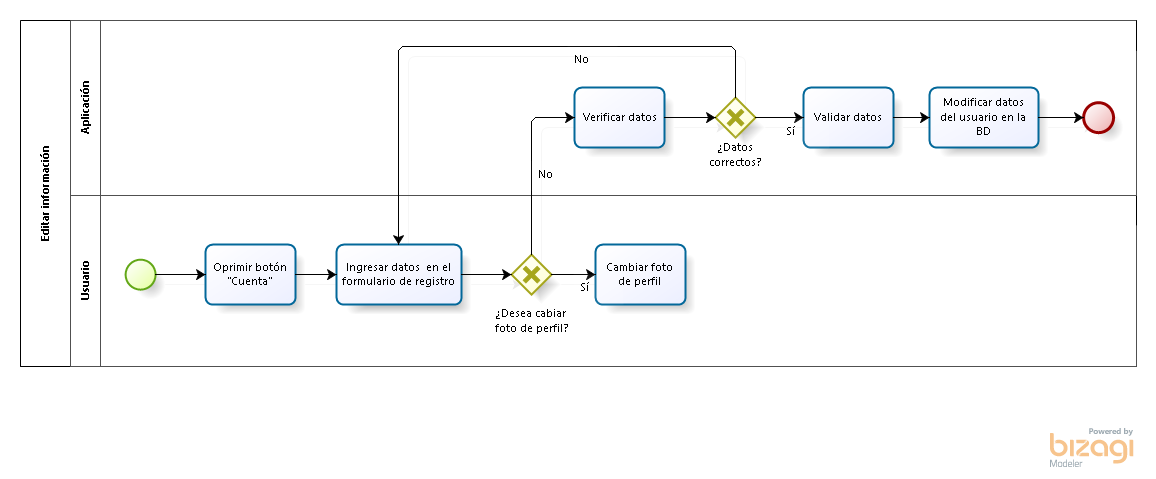 Editar información
Aplicación
No
Verificar datos
¿Datos
correctos?
Sí
Validar datos
Modificar datos
del usuario en la
BD
No
Usuario
Oprimir botón
"Cuenta"
Ingresar datos en el
formulario de registro
¿Desea cabiar
foto de perfil?
Sí
Cambiar foto
de perfil
Powered by
bizagi
Modeler